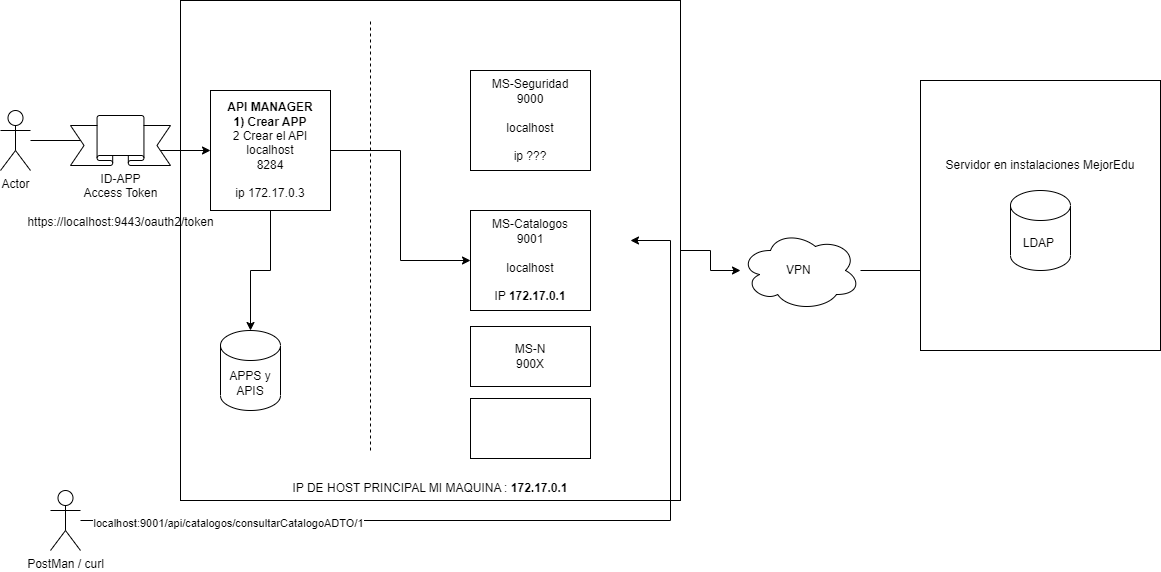 MS-Seguridad
9000
localhost
ip ???
API MANAGER
1) Crear APP
2 Crear el API
localhost
8284
ip 172.17.0.3
Actor
ID-APP
Access Token
https://localhost:9443/oauth2/token
MS-Catalogos
9001
localhost
IP 172.17.0.1
Servidor en instalaciones MejorEdu
LDAP
VPN
MS-N
900X
APPS y
APIS
IP DE HOST PRINCIPAL MI MAQUINA : 172.17.0.1
localhost:9001/api/catalogos/consultarCatalogoADTO/1
PostMan / curl